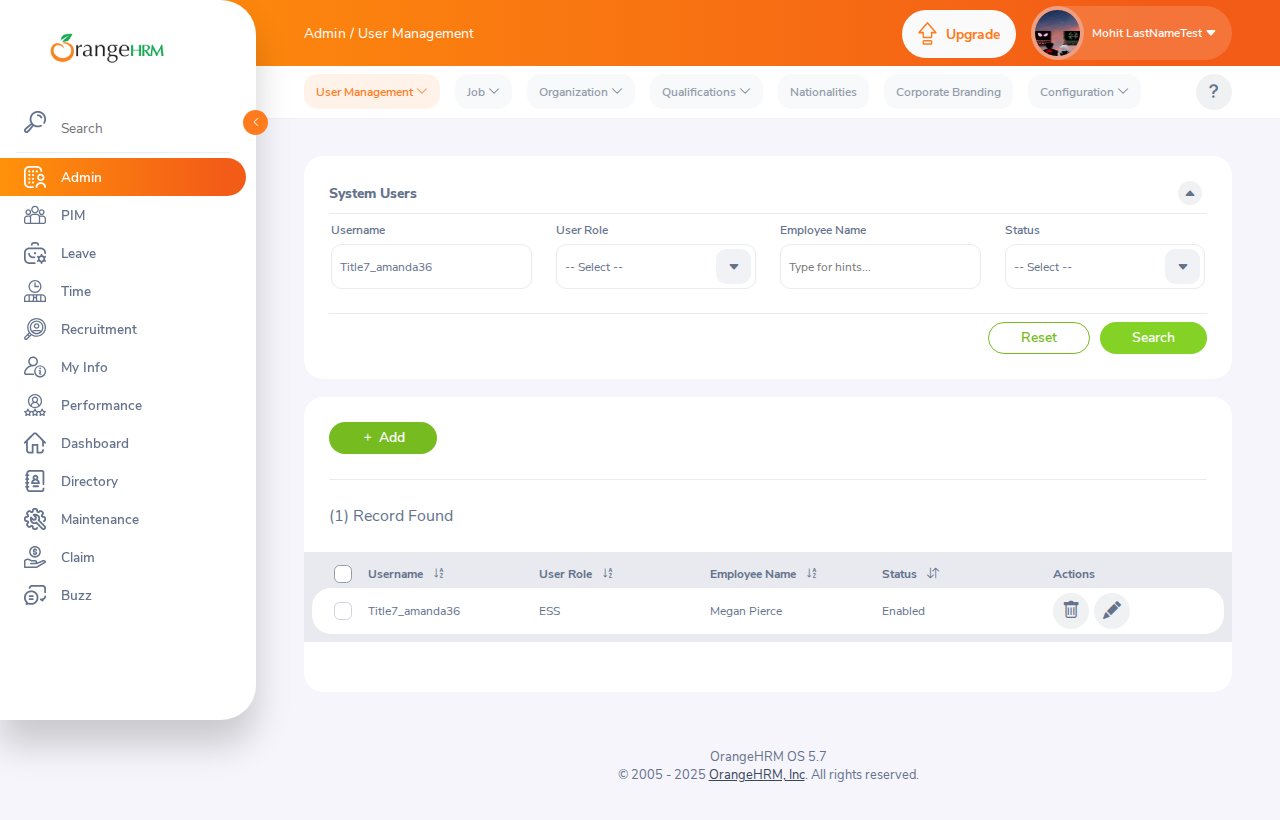 OrangeHRM
Admin / User Management
Upgrade
Mohit LastNameTest
User Management
Job
Organization
Qualifications
Nationalities
Corporate Branding
Configuration
?
Search
Admin
PIM
Leave
Time
Recruitment
My Info
Performance
Dashboard
Directory
Maintenance
Claim
Buzz
System Users
Username
User Role
Employee Name
Status
Title7_amanda36
-- Select --
Type for hints...
-- Select --
Reset
Search
+ Add
(1) Record Found
Username
User Role
Employee Name
Status
Actions
Title7_amanda36
ESS
Megan Pierce
Enabled
OrangeHRM OS 5.7
© 2005 - 2025 OrangeHRM, Inc. All rights reserved.